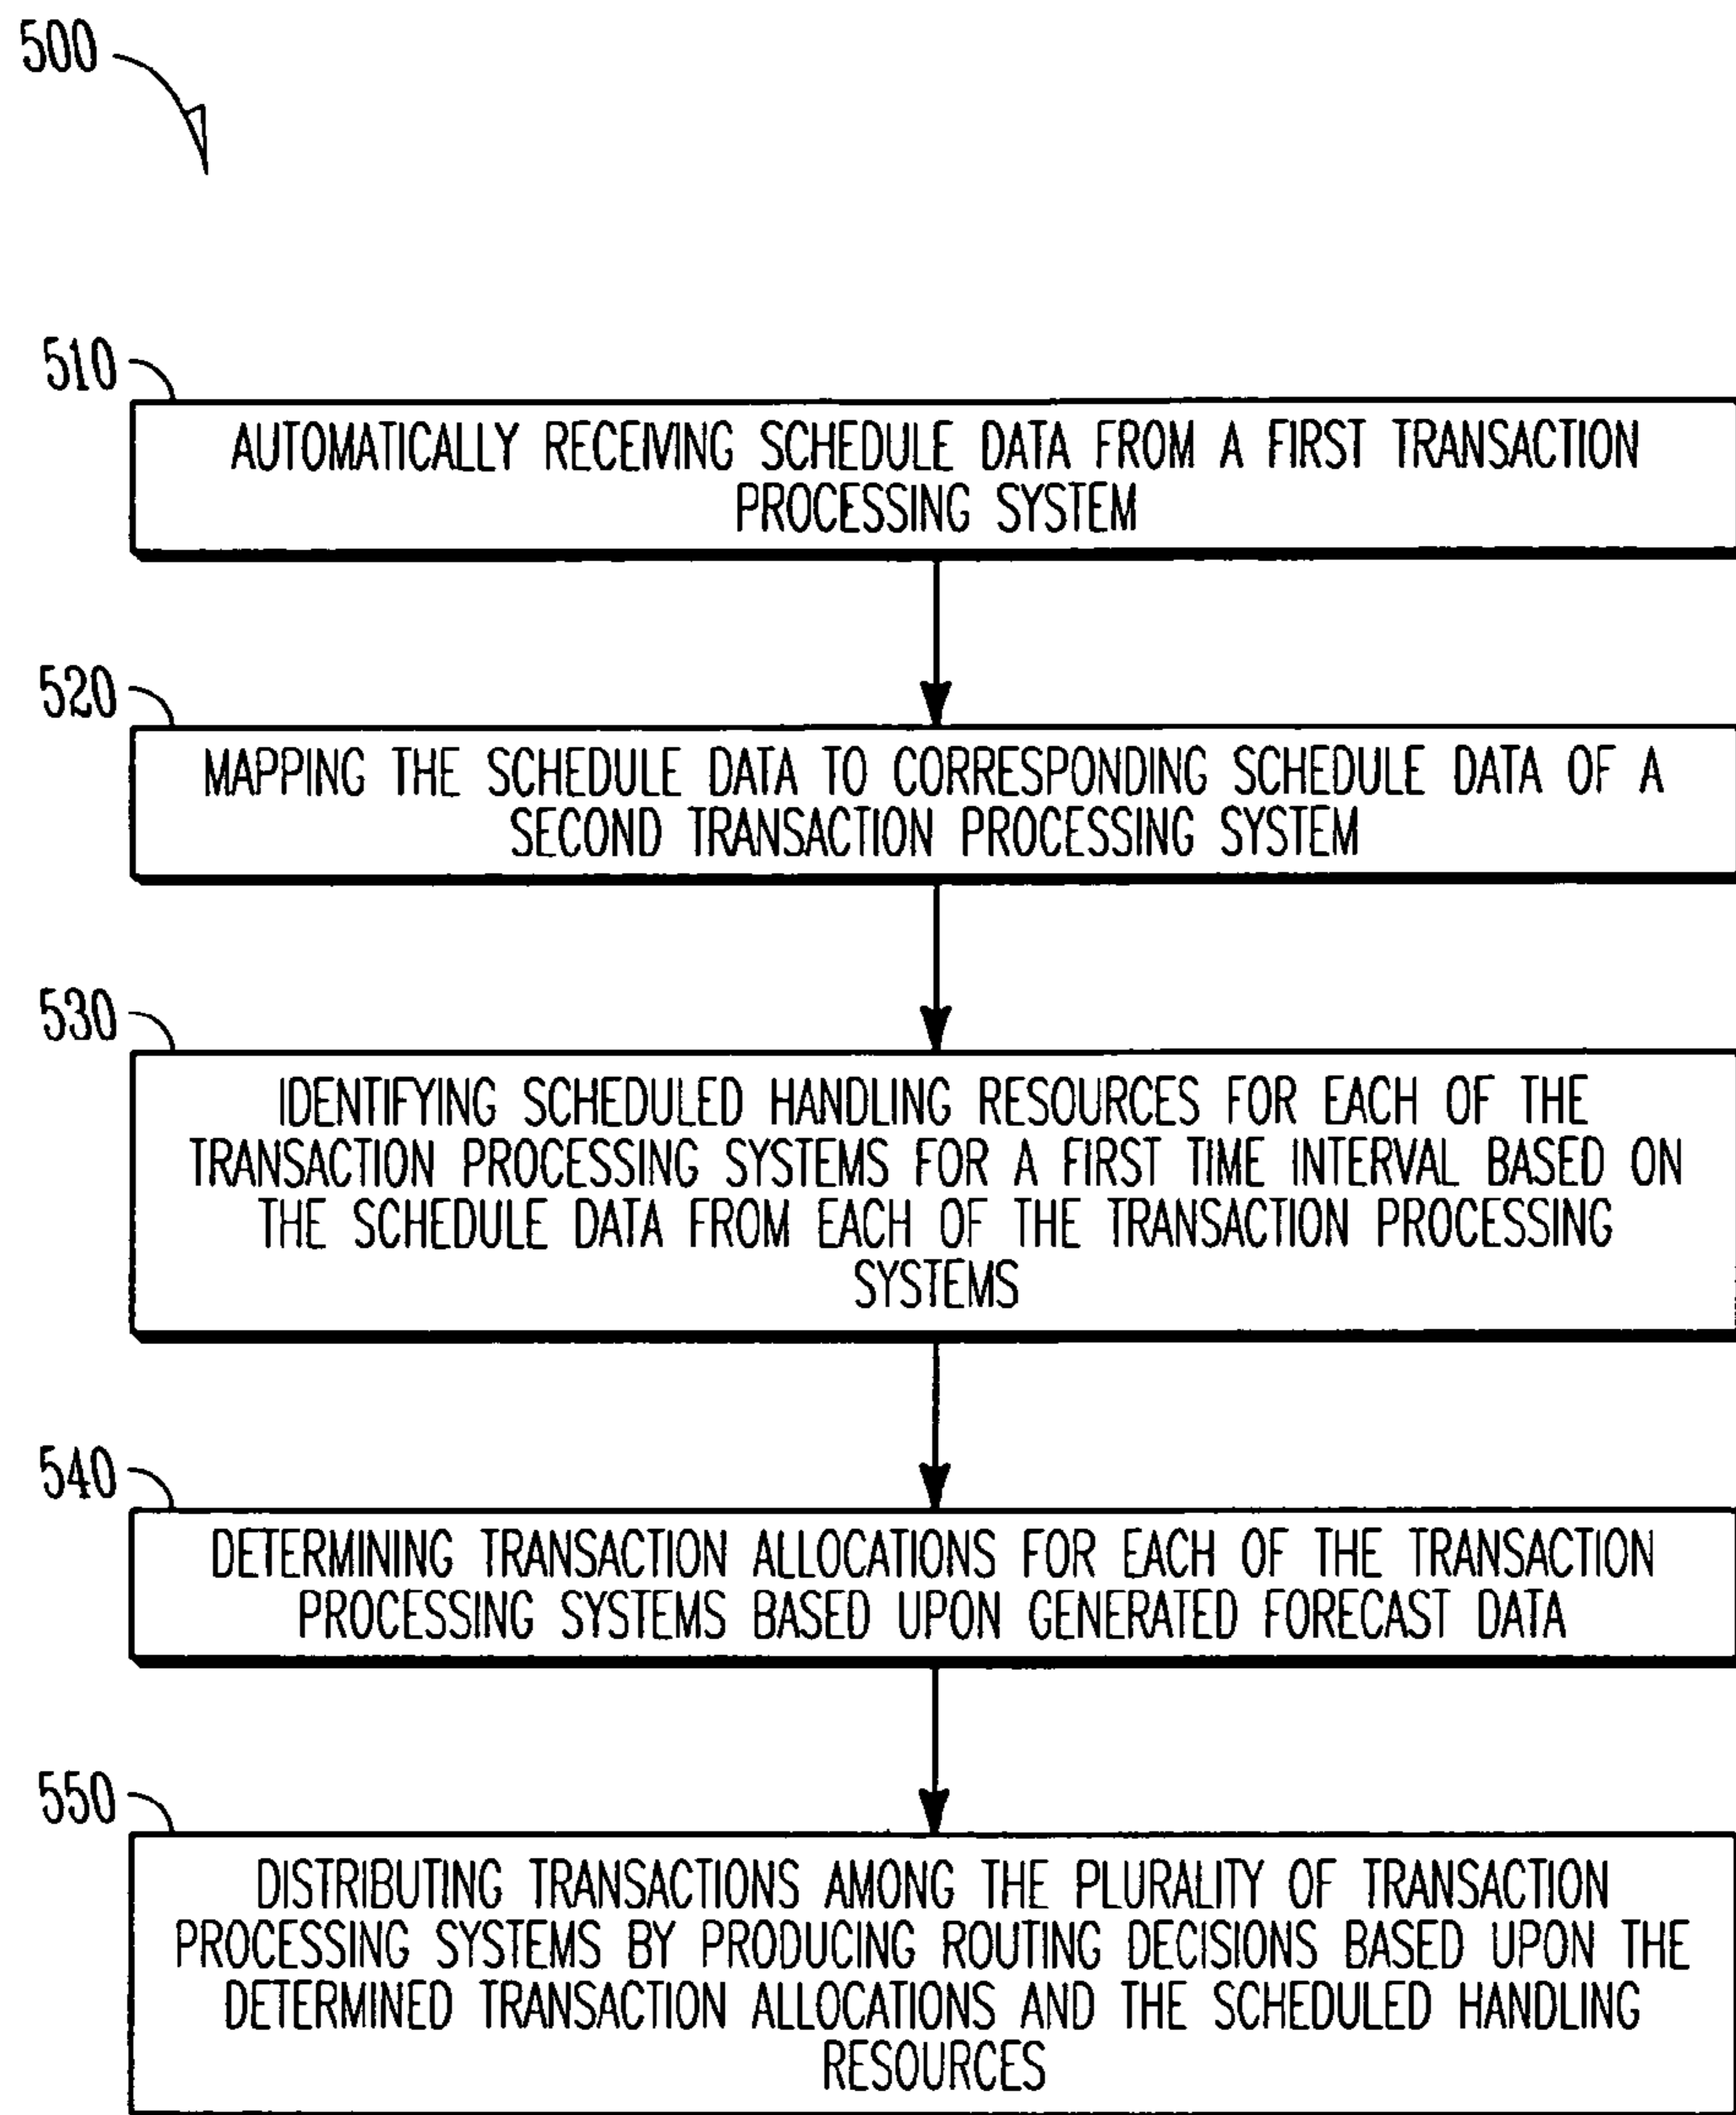 500
510
AUTOMATICALLY RECEIVING SCHEDULE DATA FROM A FIRST TRANSACTION
PROCESSING SYSTEM
520
MAPPING THE SCHEDULE DATA TO CORRESPONDING SCHEDULE DATA OF A
SECOND TRANSACTION PROCESSING SYSTEM
530
IDENTIFYING SCHEDULED HANDLING RESOURCES FOR EACH OF THE
TRANSACTION PROCESSING SYSTEMS FOR A FIRST TIME INTERVAL BASED ON
THE SCHEDULE DATA FROM EACH OF THE TRANSACTION PROCESSING
SYSTEMS
540
DETERMINING TRANSACTION ALLOCATIONS FOR EACH OF THE TRANSACTION
PROCESSING SYSTEMS BASED UPON GENERATED FORECAST DATA
550
DISTRIBUTING TRANSACTIONS AMONG THE PLURALITY OF TRANSACTION
PROCESSING SYSTEMS BY PRODUCING ROUTING DECISIONS BASED UPON THE
DETERMINED TRANSACTION ALLOCATIONS AND THE SCHEDULED HANDLING
RESOURCES